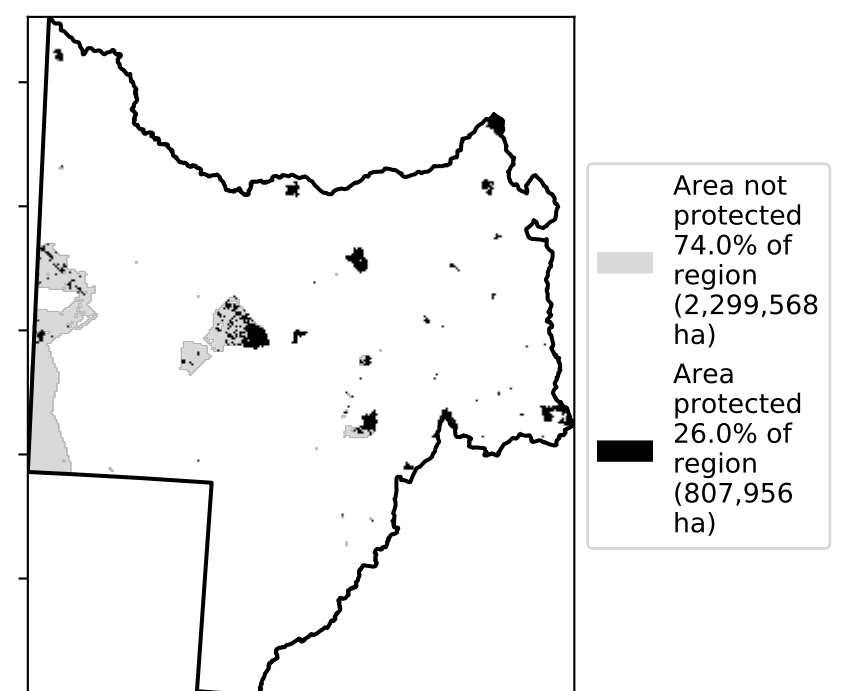 Area not
protected
74.0% of
region
(2,299,568
ha)
Area
protected
26.0% of
region
(807,956
ha)